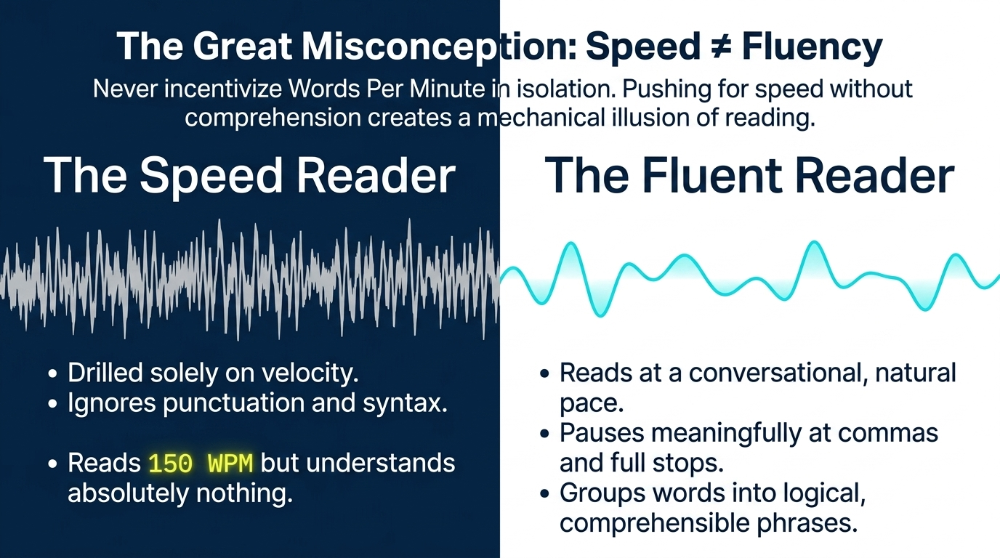 The Great Misconception: Speed ≠ Fluency
Never incentivize Words Per Minute in isolation. Pushing for speed without
comprehension creates a mechanical illusion of reading.
The Speed Reader
• Drilled solely on velocity.
• Ignores punctuation and syntax.
• Reads 150 WPM but understands
absolutely nothing.
The Fluent Reader
• Reads at a conversational, natural
pace.
• Pauses meaningfully at commas
and full stops.
• Groups words into logical,
comprehensible phrases.